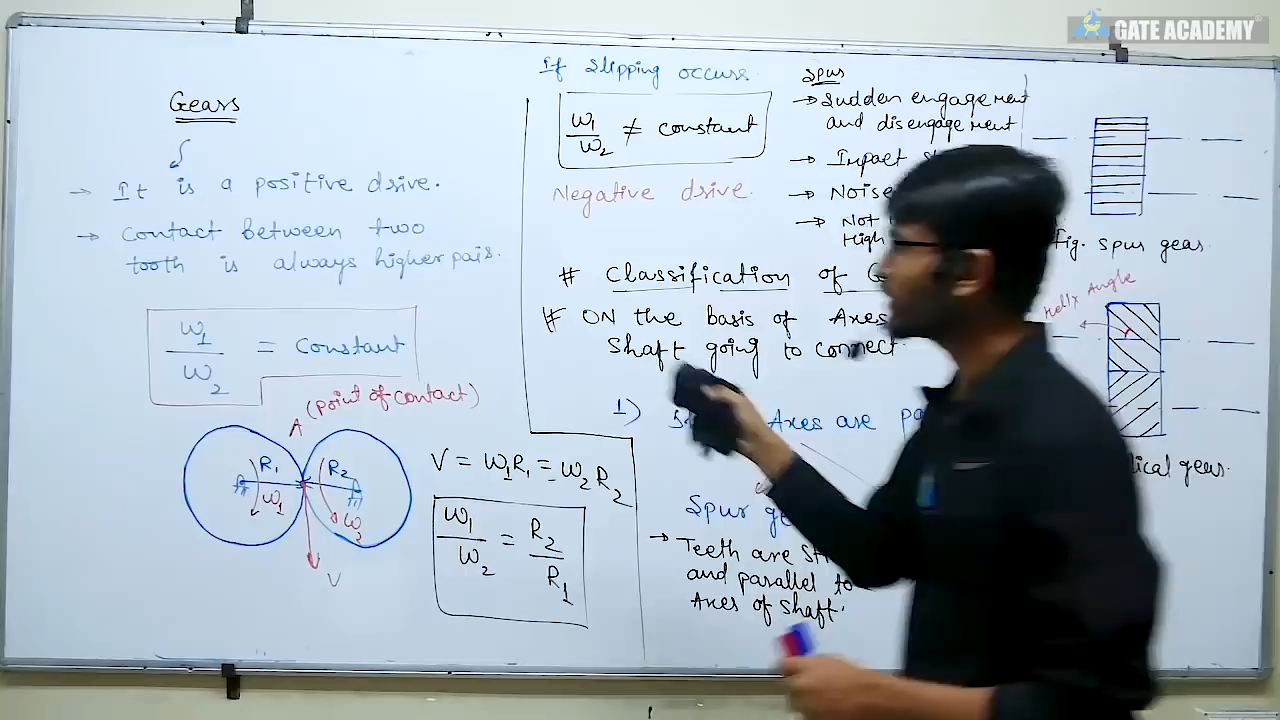 GATE ACADEMY
Gears
→ It is a positive drive.
→ Contact between two
tooth is always higher pair.
ω1/ω2 = Constant
A (point of contact)
R1
R2
ω1
ω2
V
V = ω1R1 = ω2R2
ω1/ω2 = R2/R1
If Slipping occurs
ω1/ω2 ≠ constant
Negative drive.
# Classification of G
# ON the basis of Axes
Shaft going to connect
1)
Axes are pa
Spur ge
→ Teeth are st
and parallel to
Axes of Shaft.
Spur
→ Sudden engagement
and disengagement
→ Impact s
→ Noise
→ Not
High
Fig. Spur gear.
Helix Angle
lical gear.